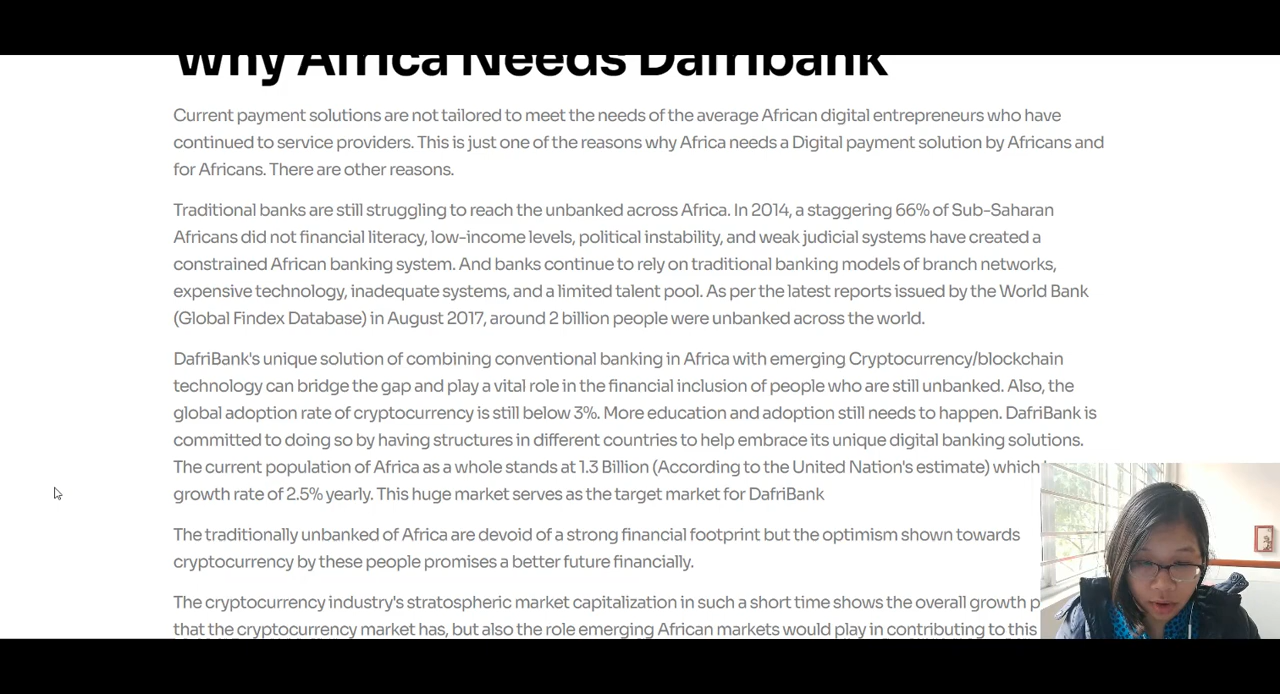 Why Africa Needs Dafribank
Current payment solutions are not tailored to meet the needs of the average African digital entrepreneurs who have
continued to service providers. This is just one of the reasons why Africa needs a Digital payment solution by Africans and
for Africans. There are other reasons.
Traditional banks are still struggling to reach the unbanked across Africa. In 2014, a staggering 66% of Sub-Saharan
Africans did not financial literacy, low-income levels, political instability, and weak judicial systems have created a
constrained African banking system. And banks continue to rely on traditional banking models of branch networks,
expensive technology, inadequate systems, and a limited talent pool. As per the latest reports issued by the World Bank
(Global Findex Database) in August 2017, around 2 billion people were unbanked across the world.
DafriBank's unique solution of combining conventional banking in Africa with emerging Cryptocurrency/blockchain
technology can bridge the gap and play a vital role in the financial inclusion of people who are still unbanked. Also, the
global adoption rate of cryptocurrency is still below 3%. More education and adoption still needs to happen. DafriBank is
committed to doing so by having structures in different countries to help embrace its unique digital banking solutions.
The current population of Africa as a whole stands at 1.3 Billion (According to the United Nation's estimate) which
growth rate of 2.5% yearly. This huge market serves as the target market for DafriBank
The traditionally unbanked of Africa are devoid of a strong financial footprint but the optimism shown towards
cryptocurrency by these people promises a better future financially.
The cryptocurrency industry's stratospheric market capitalization in such a short time shows the overall growth
that the cryptocurrency market has, but also the role emerging African markets would play in contributing to this